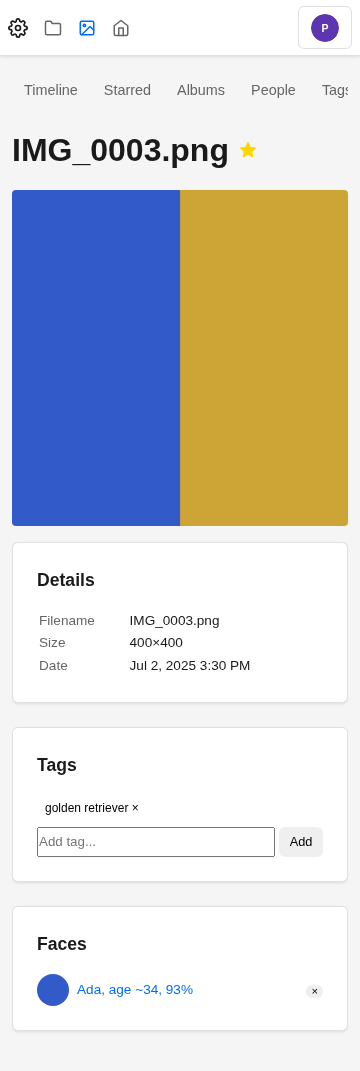 P
Timeline Starred Albums People Tags
IMG_0003.png
Details
Filename IMG_0003.png
Size 400×400
Date Jul 2, 2025 3:30 PM
Tags
golden retriever ×
Add tag... Add
Faces
Ada, age ~34, 93% ×